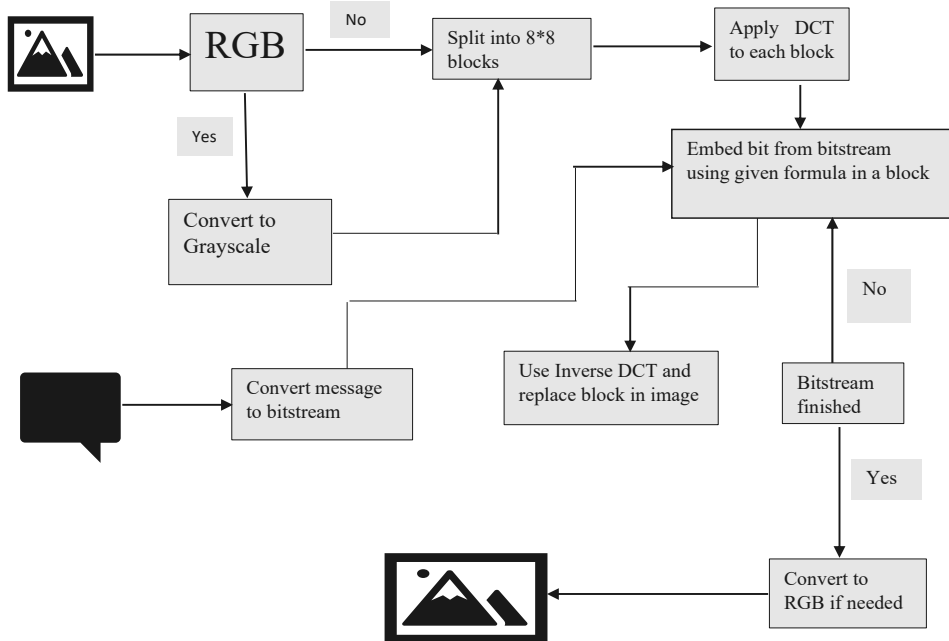 RGB
No
Split into 8*8
blocks
Apply DCT
to each block
Yes
Convert to
Grayscale
Embed bit from bitstream
using given formula in a block
No
Convert message
to bitstream
Use Inverse DCT and
replace block in image
Bitstream
finished
Yes
Convert to
RGB if needed